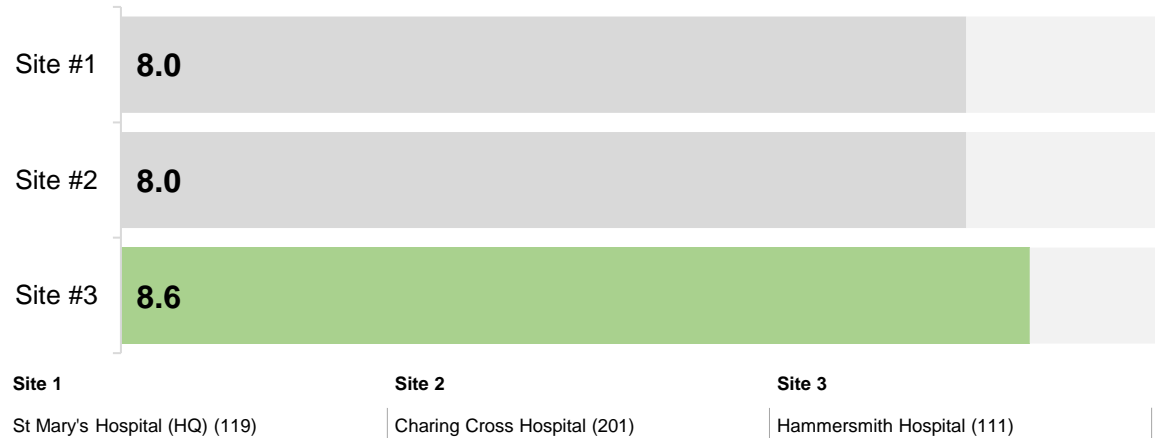 Site #1 8.0
Site #2 8.0
Site #3 8.6
Site 1 Site 2 Site 3
St Mary's Hospital (HQ) (119) Charing Cross Hospital (201) Hammersmith Hospital (111)